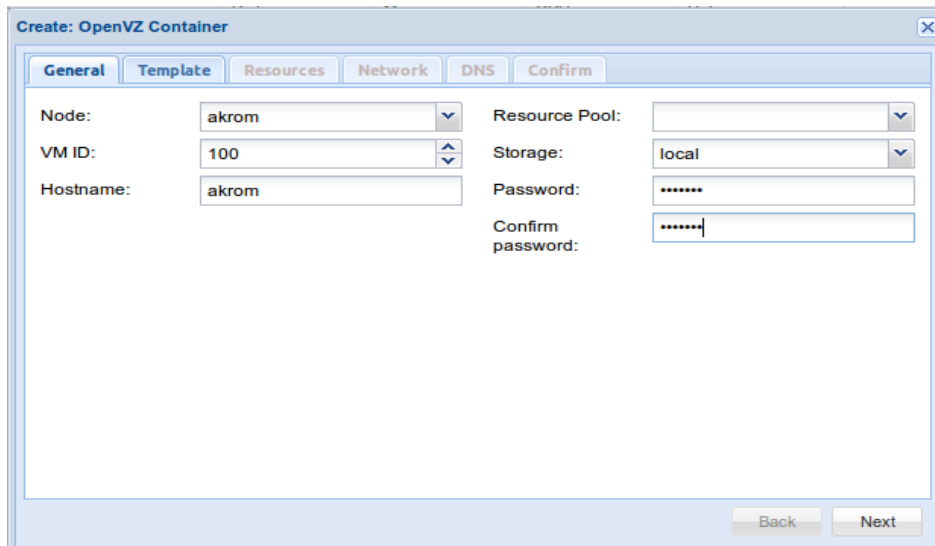 Create: OpenVZ Container
General Template Resources Network DNS Confirm
Node: akrom Resource Pool:
VM ID: 100 Storage: local
Hostname: akrom Password: •••••••
Confirm password: •••••••
Back Next